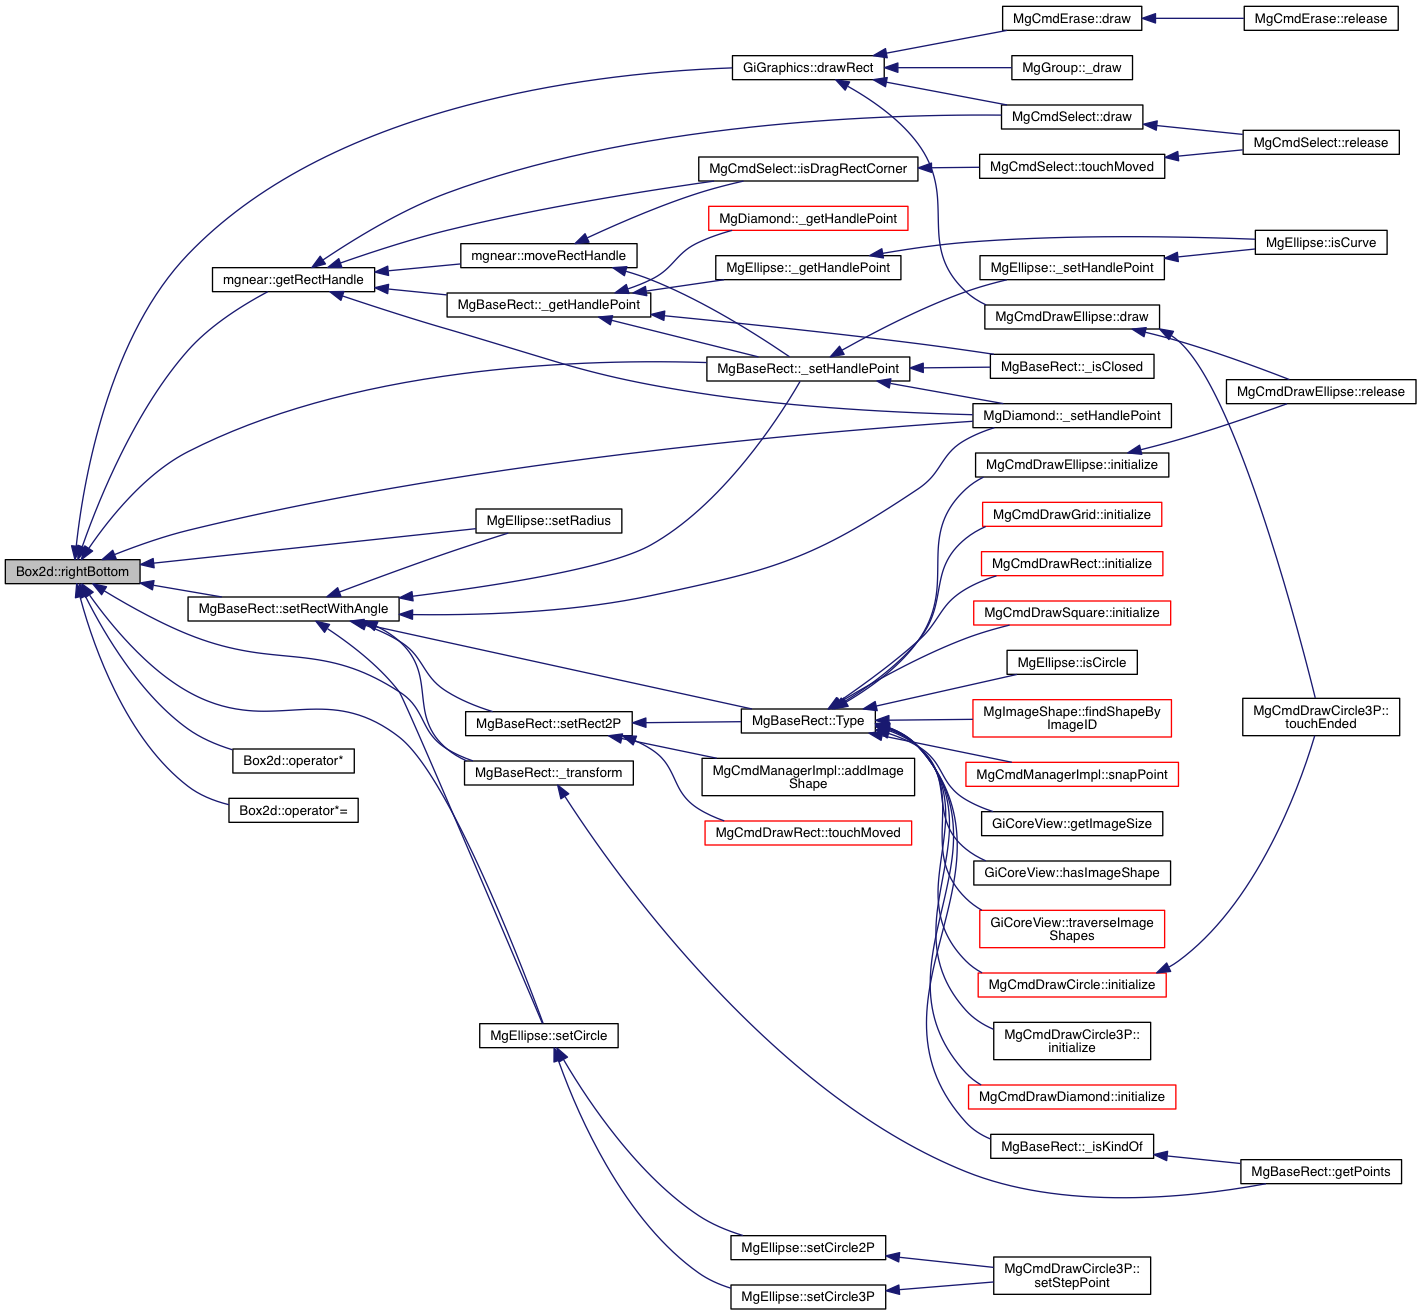 MgCmdErase::draw
MgCmdErase::release
GiGraphics::drawRect
MgGroup::_draw
MgCmdSelect::draw
MgCmdSelect::release
MgCmdSelect::isDragRectCorner
MgCmdSelect::touchMoved
MgDiamond::_getHandlePoint
mgnear::moveRectHandle
MgEllipse::isCurve
MgEllipse::_getHandlePoint
MgEllipse::_setHandlePoint
mgnear::getRectHandle
MgBaseRect::_getHandlePoint
MgCmdDrawEllipse::draw
MgBaseRect::_setHandlePoint
MgBaseRect::_isClosed
MgCmdDrawEllipse::release
MgDiamond::_setHandlePoint
MgCmdDrawEllipse::initialize
MgCmdDrawGrid::initialize
MgEllipse::setRadius
Box2d::rightBottom
MgCmdDrawRect::initialize
MgBaseRect::setRectWithAngle
MgCmdDrawSquare::initialize
MgEllipse::isCircle
MgBaseRect::setRect2P
MgBaseRect::Type
MgImageShape::findShapeBy
ImageID
MgCmdDrawCircle3P::
touchEnded
Box2d::operator*
MgBaseRect::_transform
MgCmdManagerImpl::addImage
Shape
MgCmdManagerImpl::snapPoint
Box2d::operator*=
MgCmdDrawRect::touchMoved
GiCoreView::getImageSize
GiCoreView::hasImageShape
GiCoreView::traverseImage
Shapes
MgCmdDrawCircle::initialize
MgEllipse::setCircle
MgCmdDrawCircle3P::
initialize
MgCmdDrawDiamond::initialize
MgBaseRect::_isKindOf
MgBaseRect::getPoints
MgEllipse::setCircle2P
MgCmdDrawCircle3P::
setStepPoint
MgEllipse::setCircle3P